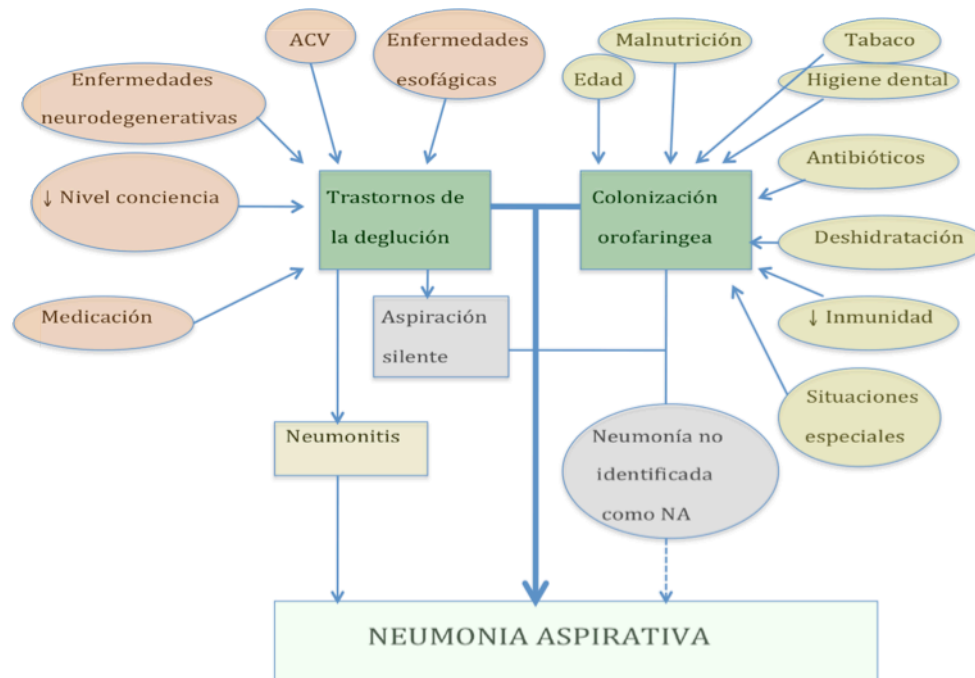 ACV
Enfermedades
esofágicas
Malnutrición
Edad
Tabaco
Higiene dental
Enfermedades
neurodegenerativas
↓ Nivel conciencia
Medicación
Trastornos de
la deglución
Colonización
orofaringea
Antibióticos
Deshidratación
↓ Inmunidad
Situaciones
especiales
Aspiración
silente
Neumonitis
Neumonía no
identificada
como NA
NEUMONIA ASPIRATIVA